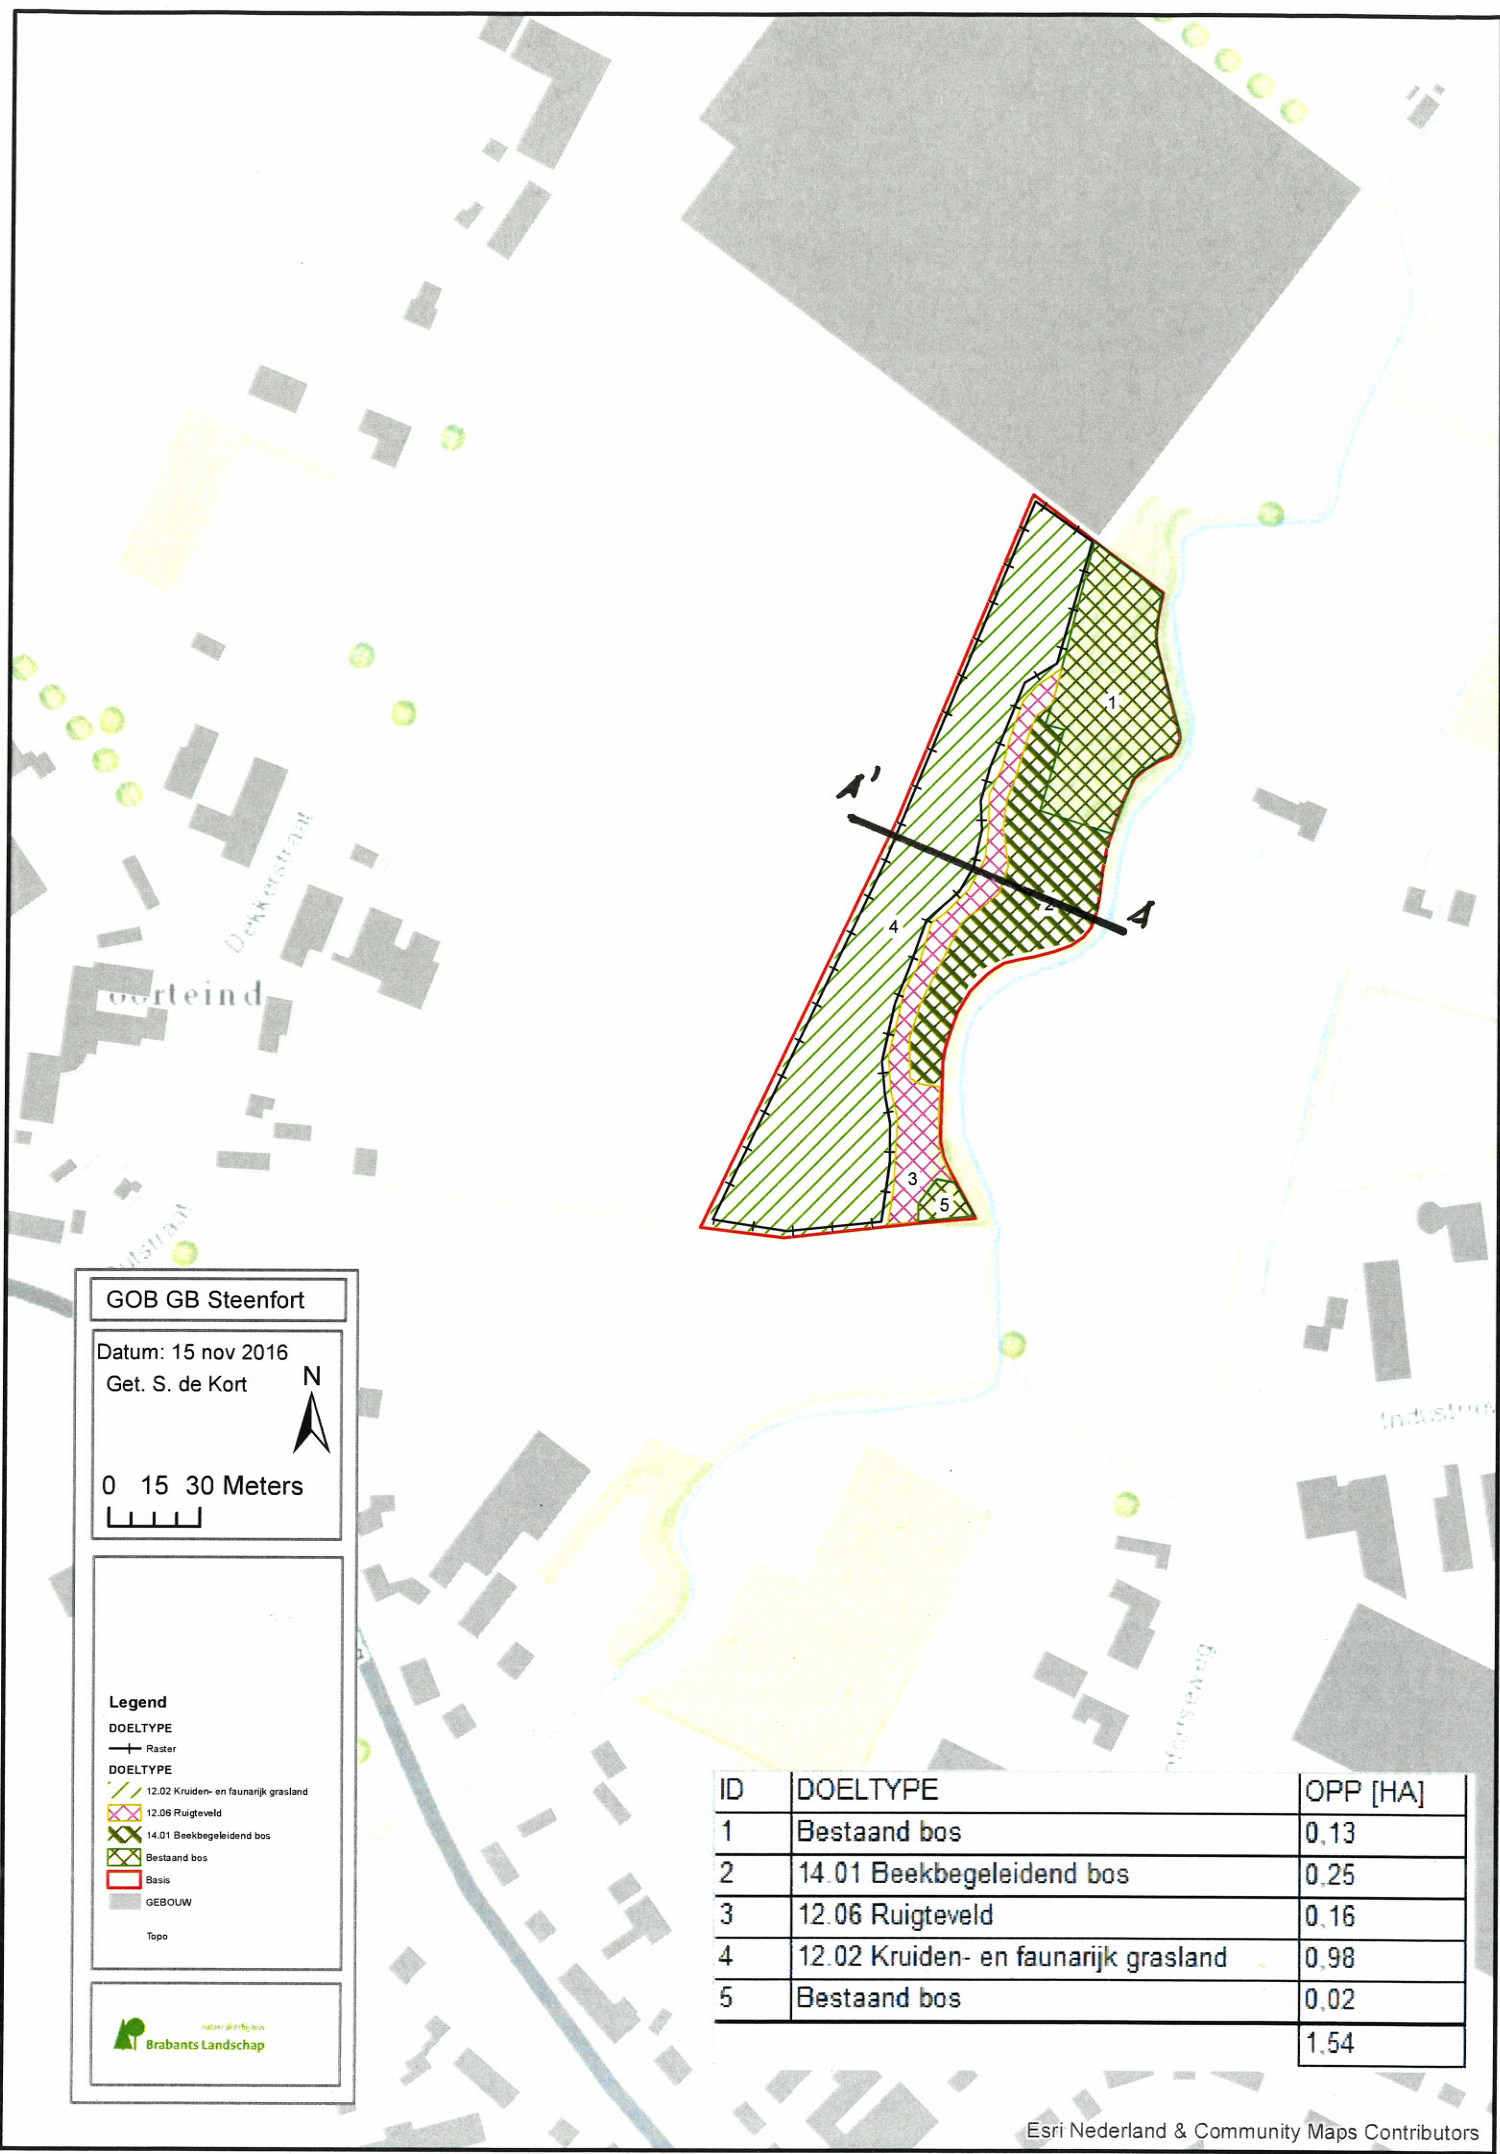 A'
1
2
A
4
3
5
Dekkerstraat
oorteind
utstraat
GOB GB Steenfort
Datum: 15 nov 2016
Get. S. de Kort
N
0 15 30 Meters
Legend
DOELTYPE
Raster
DOELTYPE
12.02 Kruiden- en faunarijk grasland
12.06 Ruigteveld
14.01 Beekbegeleidend bos
Bestaand bos
Basis
GEBOUW
Topo
Brabants Landschap
ID DOELTYPE OPP [HA]
1 Bestaand bos 0,13
2 14.01 Beekbegeleidend bos 0,25
3 12.06 Ruigteveld 0,16
4 12.02 Kruiden- en faunarijk grasland 0,98
5 Bestaand bos 0,02
1,54
Esri Nederland & Community Maps Contributors